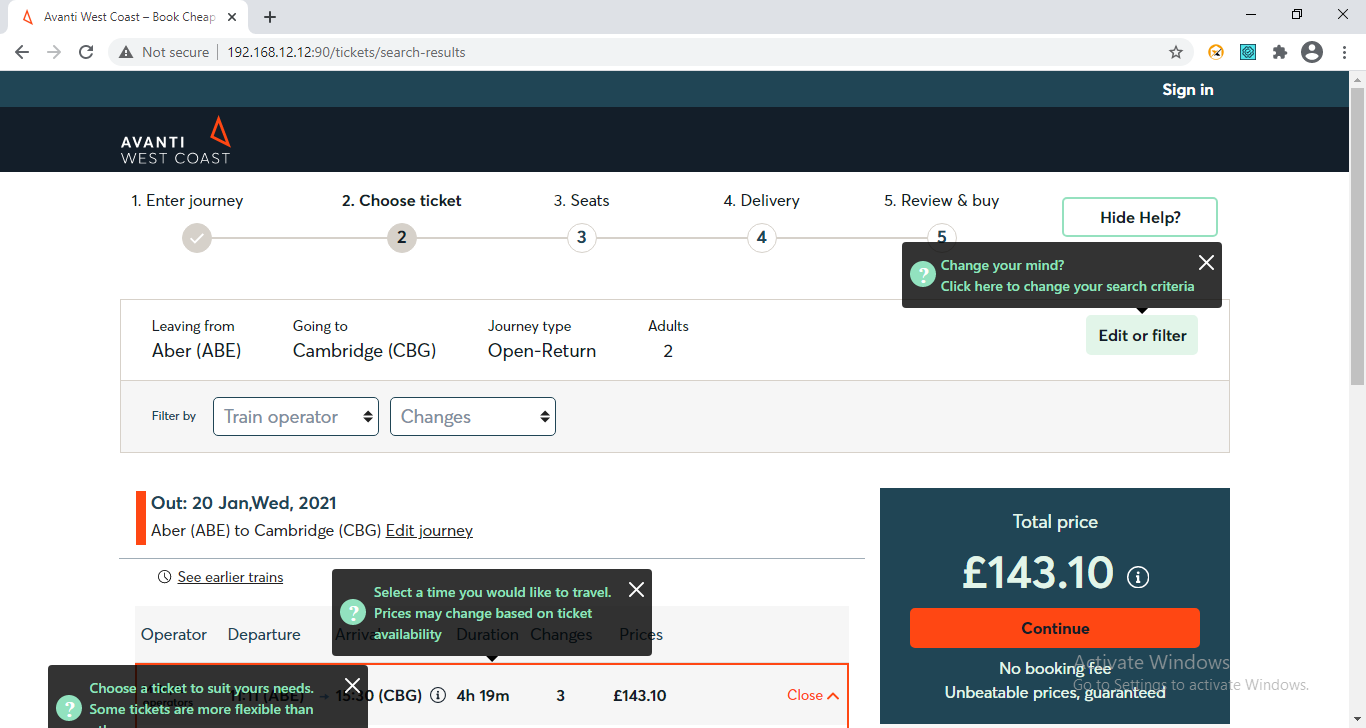 Avanti West Coast – Book Cheap
Not secure
192.168.12.12:90/tickets/search-results
Sign in
AVANTI
WEST COAST
1. Enter journey
2. Choose ticket
3. Seats
4. Delivery
5. Review & buy
Hide Help?
2
3
4
5
Change your mind?
Click here to change your search criteria
Leaving from
Going to
Journey type
Adults
Aber (ABE)
Cambridge (CBG)
Open-Return
2
Edit or filter
Filter by
Train operator
Changes
Out: 20 Jan,Wed, 2021
Aber (ABE) to Cambridge (CBG) Edit journey
See earlier trains
Total price
£143.10
Continue
No booking fee
Unbeatable prices, guaranteed
Select a time you would like to travel.
Prices may change based on ticket
availability
Operator
Departure
Arrival
Duration
Changes
Prices
11:11 (ABE)
15:30 (CBG)
4h 19m
3
£143.10
Close
operators
Choose a ticket to suit yours needs.
Some tickets are more flexible than
Activate Windows
Go to Settings to activate Windows.